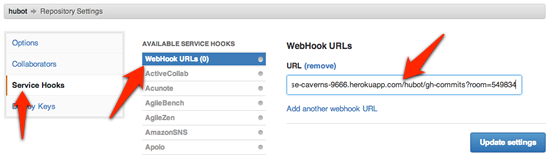 hubot → Repository Settings
Options
Collaborators
Service Hooks
Keys
AVAILABLE SERVICE HOOKS
WebHook URLs (0)
ActiveCollab
Acunote
AgileBench
AgileZen
AmazonSNS
Apoio
WebHook URLs
URL (remove)
se-caverns-9666.herokuapp.com/hubot/gh-commits?room=549834
Add another webhook URL
Update settings